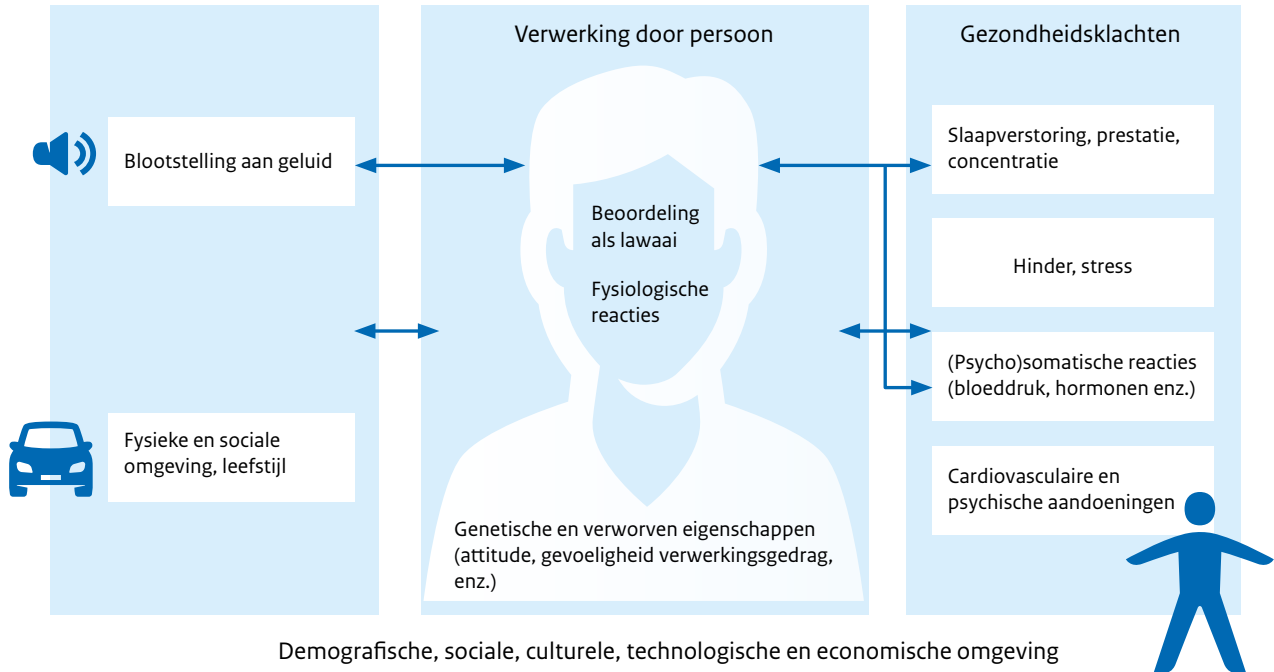 Verwerking door persoon
Gezondheidsklachten
Blootstelling aan geluid
Fysieke en sociale
omgeving, leefstijl
Beoordeling
als lawaai
Fysiologische
reacties
Genetische en verworven eigenschappen
(attitude, gevoeligheid verwerkingsgedrag,
enz.)
Slaapverstoring, prestatie,
concentratie
Hinder, stress
(Psycho)somatische reacties
(bloeddruk, hormonen enz.)
Cardiovasculaire en
psychische aandoeningen
Demografische, sociale, culturele, technologische en economische omgeving